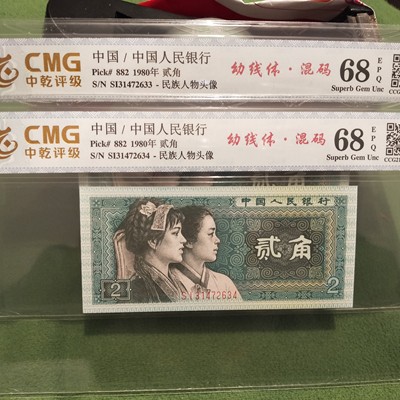 CMG
中乾评级
中国 / 中国人民银行
Pick# 882 1980年 贰角
S/N SI31472633 - 民族人物头像
幼线体 · 混码
68
EPQ
Superb Gem Unc
CMG
中乾评级
中国 / 中国人民银行
Pick# 882 1980年 贰角
S/N SI31472634 - 民族人物头像
幼线体 · 混码
68
EPQ
Superb Gem Unc
中国人民银行
贰角
SI31472634
2
2